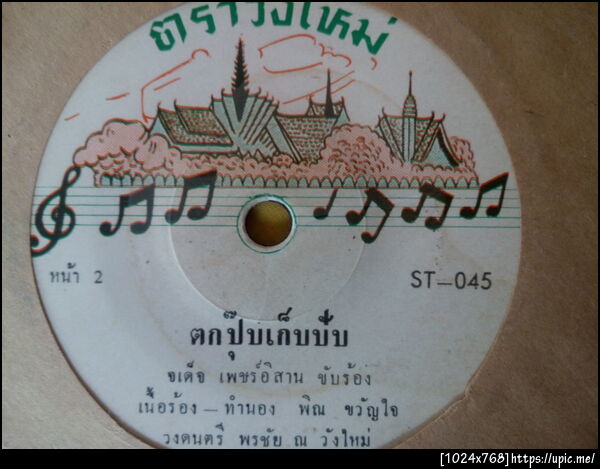 ตราวังใหม่
หน้า 2
ST-045
ตกปุ๊บเก็บปั๊บ
จเด็จ เพชร์อิสาน ขับร้อง
เนื้อร้อง - ทำนอง พิณ ขวัญใจ
วงดนตรี พรชัย ณ วังใหม่
[1024x768]https://upic.me/